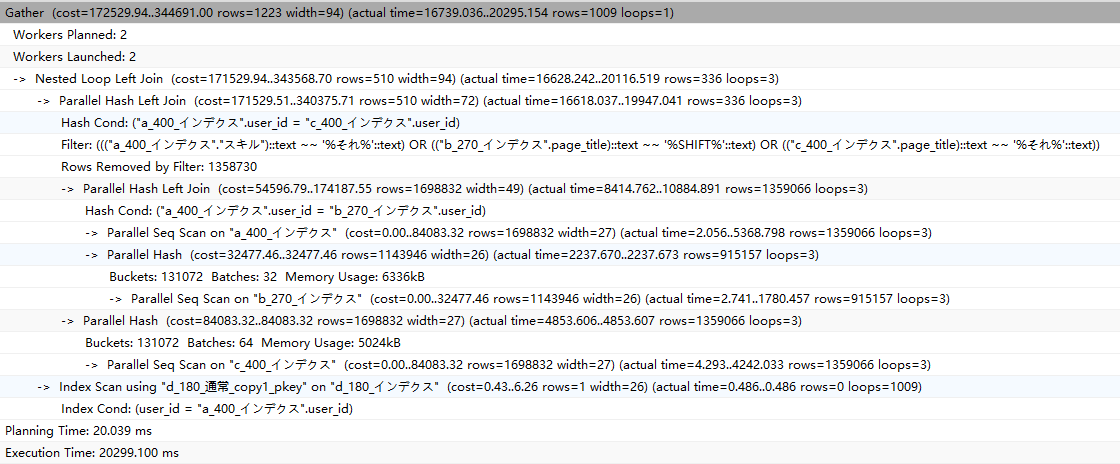 Gather (cost=172529.94..344691.00 rows=1223 width=94) (actual time=16739.036..20295.154 rows=1009 loops=1)
Workers Planned: 2
Workers Launched: 2
-> Nested Loop Left Join (cost=171529.94..343568.70 rows=510 width=94) (actual time=16628.242..20116.519 rows=336 loops=3)
-> Parallel Hash Left Join (cost=171529.51..340375.71 rows=510 width=72) (actual time=16618.037..19947.041 rows=336 loops=3)
Hash Cond: ("a_400_インデクス".user_id = "c_400_インデクス".user_id)
Filter: ((("a_400_インデクス"."スキル")::text ~~ '%それ%'::text) OR (("b_270_インデクス".page_title)::text ~~ '%SHIFT%'::text) OR (("c_400_インデクス".page_title)::text ~~ '%それ%'::text))
Rows Removed by Filter: 1358730
-> Parallel Hash Left Join (cost=54596.79..174187.55 rows=1698832 width=49) (actual time=8414.762..10884.891 rows=1359066 loops=3)
Hash Cond: ("a_400_インデクス".user_id = "b_270_インデクス".user_id)
-> Parallel Seq Scan on "a_400_インデクス" (cost=0.00..84083.32 rows=1698832 width=27) (actual time=2.056..5368.798 rows=1359066 loops=3)
-> Parallel Hash (cost=32477.46..32477.46 rows=1143946 width=26) (actual time=2237.670..2237.673 rows=915157 loops=3)
Buckets: 131072 Batches: 32 Memory Usage: 6336kB
-> Parallel Seq Scan on "b_270_インデクス" (cost=0.00..32477.46 rows=1143946 width=26) (actual time=2.741..1780.457 rows=915157 loops=3)
-> Parallel Hash (cost=84083.32..84083.32 rows=1698832 width=27) (actual time=4853.606..4853.607 rows=1359066 loops=3)
Buckets: 131072 Batches: 64 Memory Usage: 5024kB
-> Parallel Seq Scan on "c_400_インデクス" (cost=0.00..84083.32 rows=1698832 width=27) (actual time=4.293..4242.033 rows=1359066 loops=3)
-> Index Scan using "d_180_通常_copy1_pkey" on "d_180_インデクス" (cost=0.43..6.26 rows=1 width=26) (actual time=0.486..0.486 rows=0 loops=1009)
Index Cond: (user_id = "a_400_インデクス".user_id)
Planning Time: 20.039 ms
Execution Time: 20299.100 ms